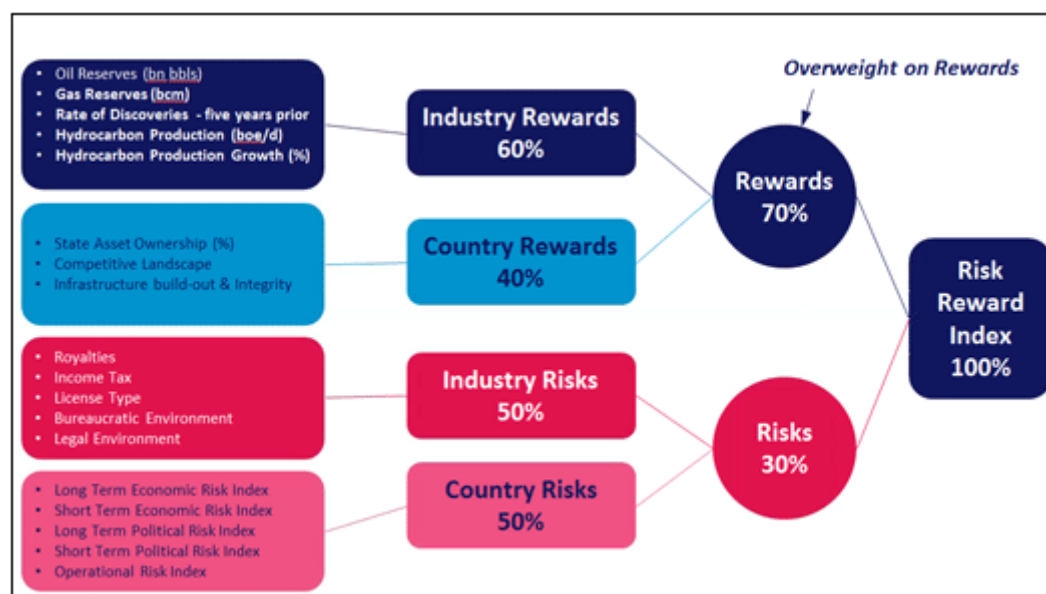 • Oil Reserves (bn bbls)
• Gas Reserves (bcm)
• Rate of Discoveries - five years prior
• Hydrocarbon Production (boe/d)
• Hydrocarbon Production Growth (%)
Industry Rewards
60%
Overweight on Rewards
Rewards
70%
• State Asset Ownership (%)
• Competitive Landscape
• Infrastructure build-out & Integrity
Country Rewards
40%
Risk
Reward
Index
100%
• Royalties
• Income Tax
• License Type
• Bureaucratic Environment
• Legal Environment
Industry Risks
50%
Risks
30%
• Long Term Economic Risk Index
• Short Term Economic Risk Index
• Long Term Political Risk Index
• Short Term Political Risk Index
• Operational Risk Index
Country Risks
50%